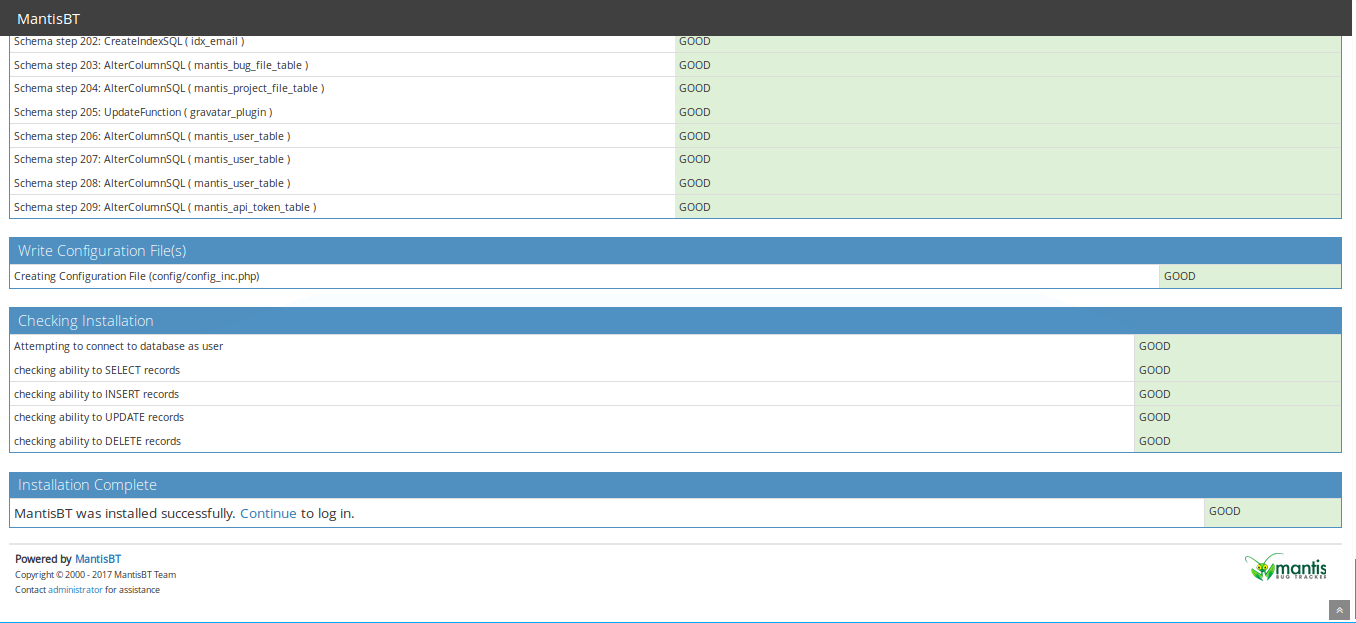 MantisBT
Schema step 202: CreateIndexSQL ( idx_email ) GOOD
Schema step 203: AlterColumnSQL ( mantis_bug_file_table ) GOOD
Schema step 204: AlterColumnSQL ( mantis_project_file_table ) GOOD
Schema step 205: UpdateFunction ( gravatar_plugin ) GOOD
Schema step 206: AlterColumnSQL ( mantis_user_table ) GOOD
Schema step 207: AlterColumnSQL ( mantis_user_table ) GOOD
Schema step 208: AlterColumnSQL ( mantis_user_table ) GOOD
Schema step 209: AlterColumnSQL ( mantis_api_token_table ) GOOD
Write Configuration File(s)
Creating Configuration File (config/config_inc.php) GOOD
Checking Installation
Attempting to connect to database as user GOOD
checking ability to SELECT records GOOD
checking ability to INSERT records GOOD
checking ability to UPDATE records GOOD
checking ability to DELETE records GOOD
Installation Complete
MantisBT was installed successfully. Continue to log in. GOOD
Powered by MantisBT
Copyright © 2000 - 2017 MantisBT Team
Contact administrator for assistance
mantis
BUG TRACKER